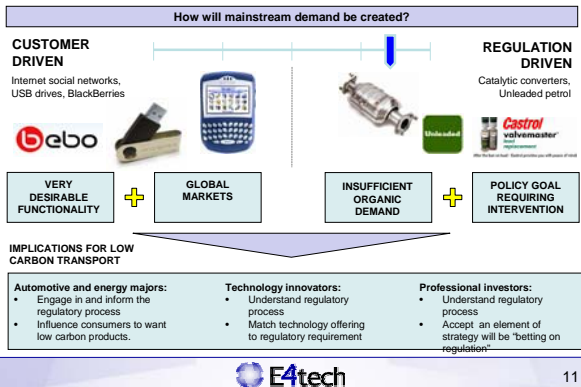 How will mainstream demand be created?
CUSTOMER
DRIVEN
Internet social networks,
USB drives, BlackBerries
REGULATION
DRIVEN
Catalytic converters,
Unleaded petrol
bebo
Unleaded
Castrol
valvemaster
lead
replacement
VERY
DESIRABLE
FUNCTIONALITY
GLOBAL
MARKETS
INSUFFICIENT
ORGANIC
DEMAND
POLICY GOAL
REQUIRING
INTERVENTION
IMPLICATIONS FOR LOW
CARBON TRANSPORT
Automotive and energy majors:
• Engage in and inform the
regulatory process
• Influence consumers to want
low carbon products.
Technology innovators:
• Understand regulatory
process
• Match technology offering
to regulatory requirement
Professional investors:
• Understand regulatory
process
• Accept an element of
strategy will be "betting on
regulation"
E4tech
11